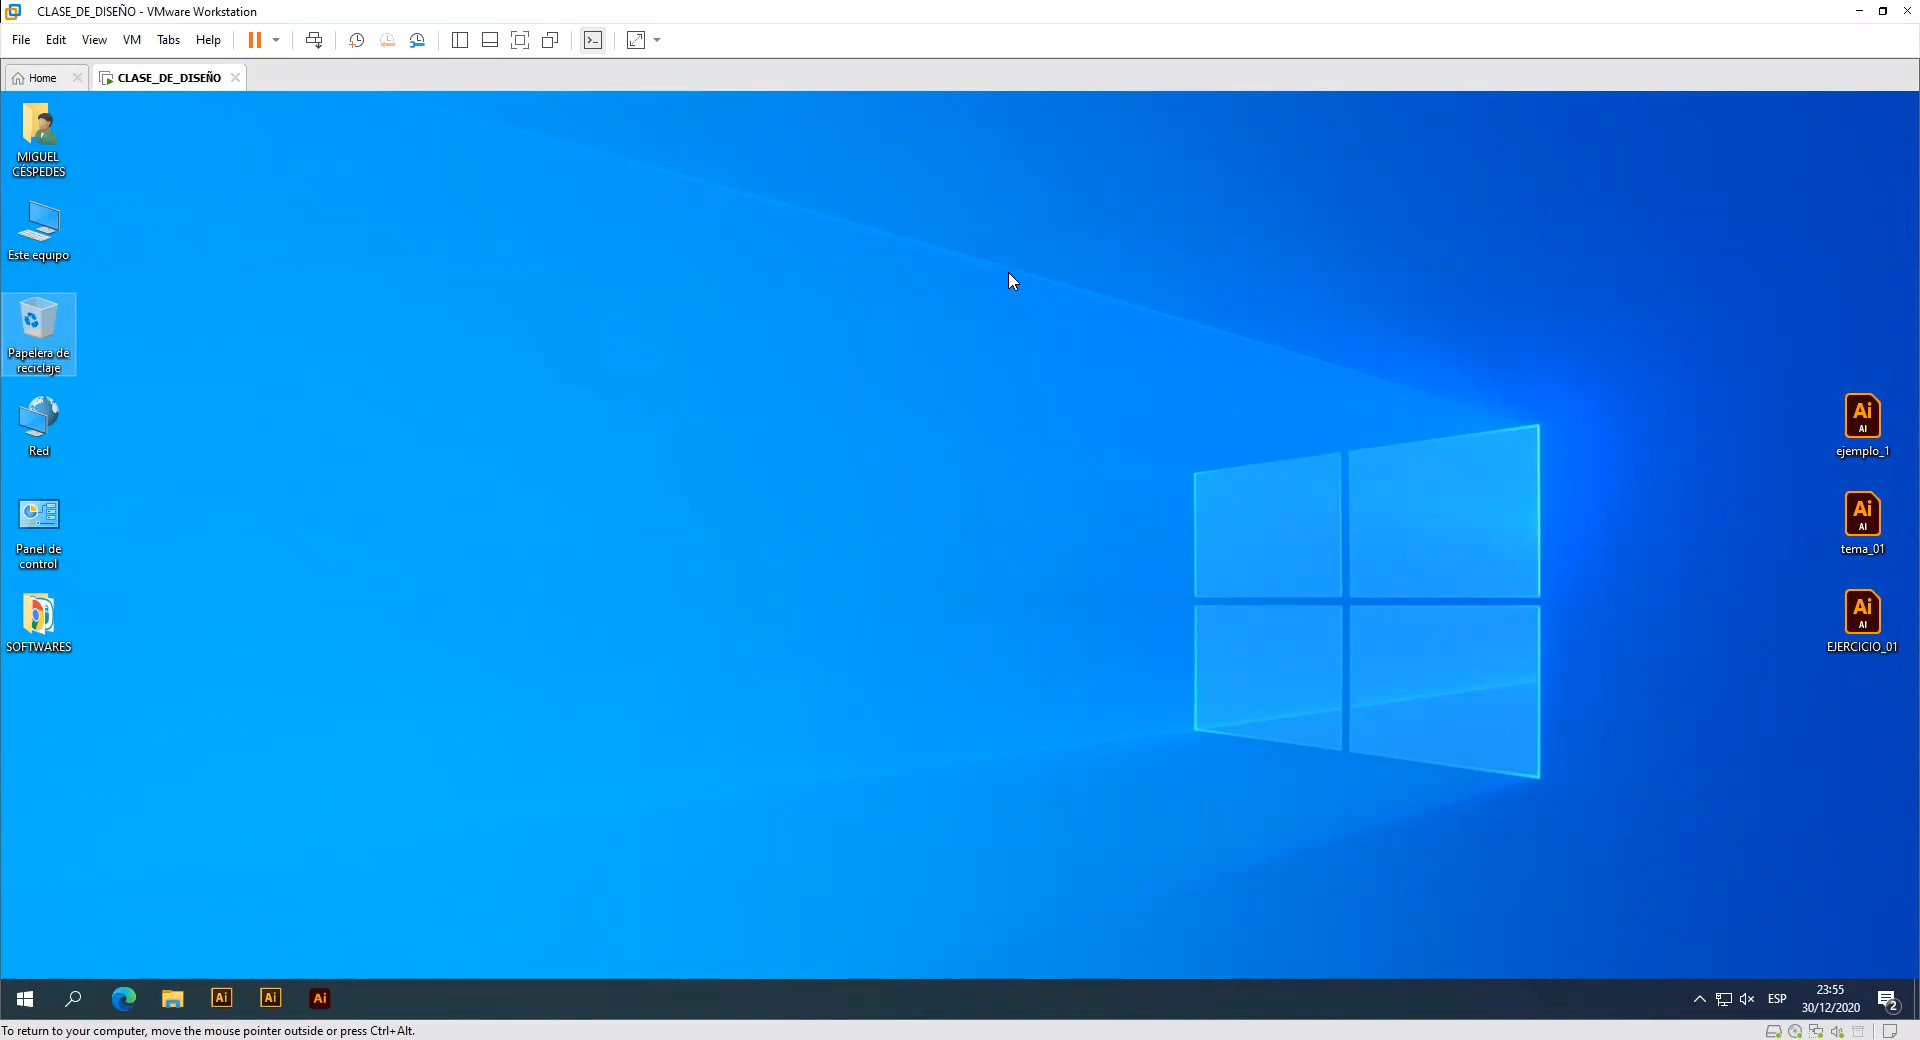 CLASE_DE_DISEÑO - VMware Workstation
File Edit View VM Tabs Help
Home CLASE_DE_DISEÑO
MIGUEL
CÉSPEDES
Este equipo
Papelera de
reciclaje
Red
Panel de
control
SOFTWARES
Ai
AI
ejemplo_1
Ai
AI
tema_01
Ai
AI
EJERCICIO_01
Ai Ai Ai
ESP
23:55
30/12/2020
2
To return to your computer, move the mouse pointer outside or press Ctrl+Alt.